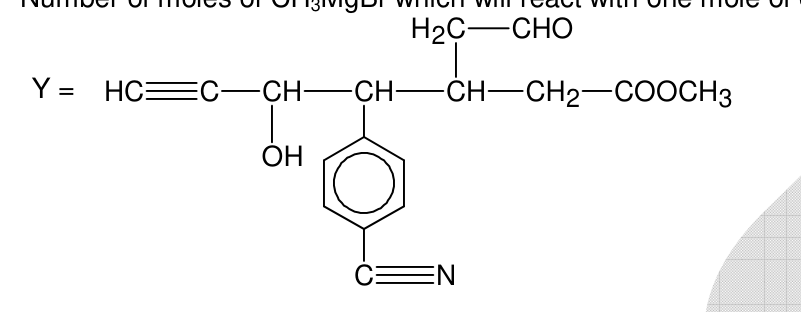 Number of moles of CH3MgBr which will react with one mole of
H2C—CHO
Y = HC≡C—CH—CH—CH—CH2—COOCH3
OH
C≡N